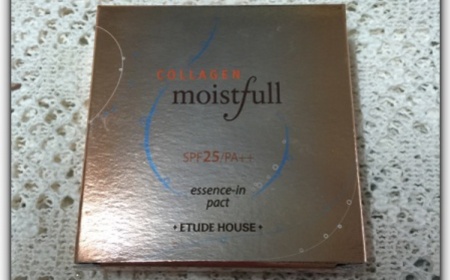 COLLAGEN
moistfull
SPF25/PA++
essence-in
pact
• ETUDE HOUSE •